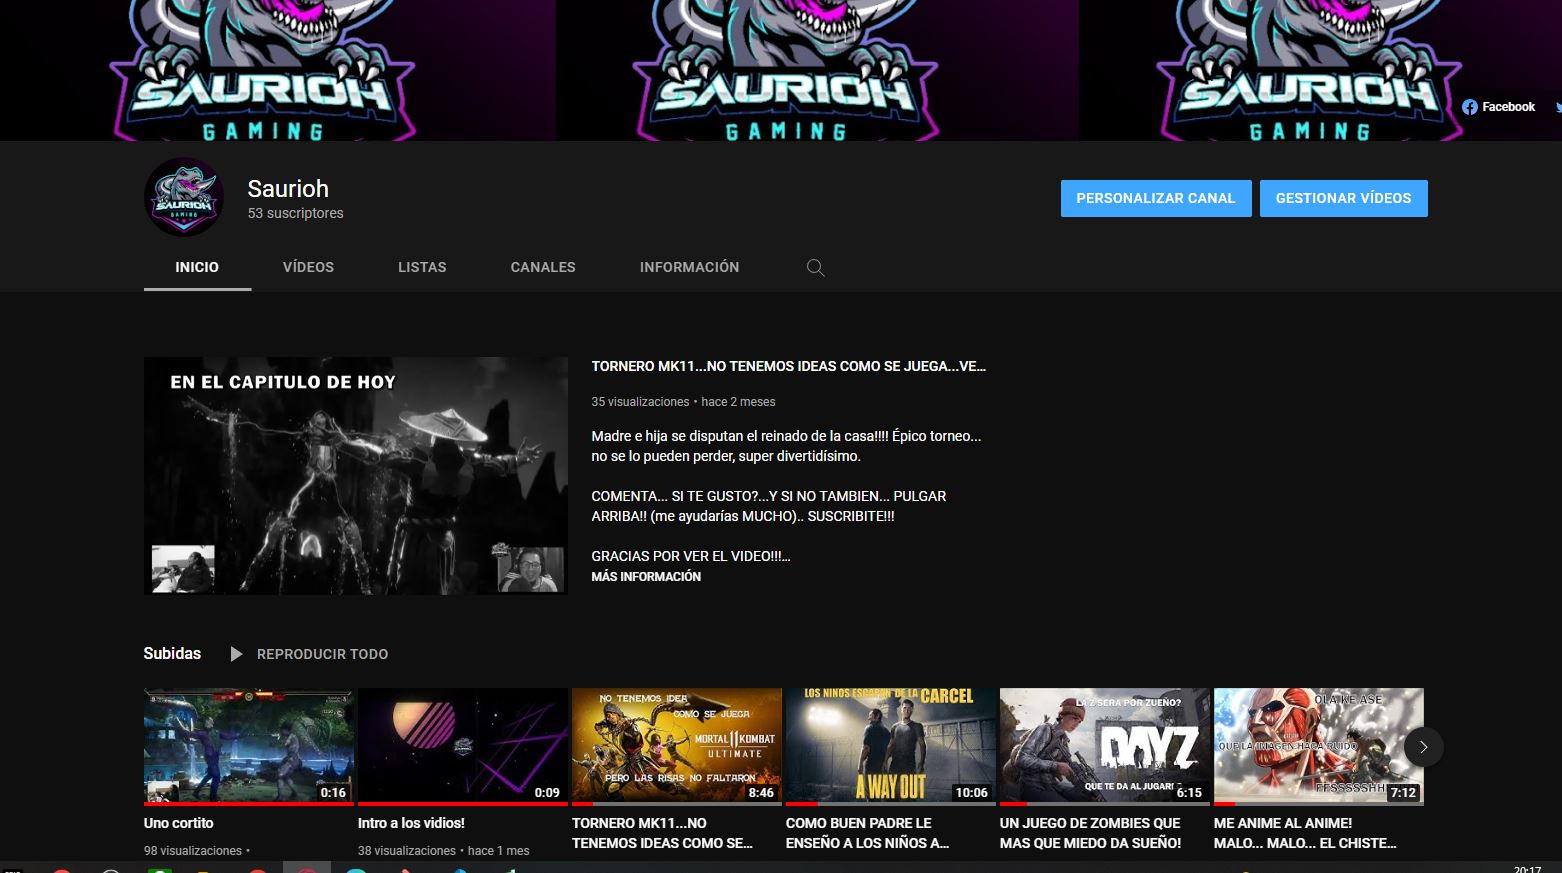 SAURIOH
GAMING
SAURIOH
GAMING
SAURIOH
GAMING
Facebook
SAURIOH
GAMING
Saurioh
53 suscriptores
PERSONALIZAR CANAL
GESTIONAR VÍDEOS
INICIO
VÍDEOS
LISTAS
CANALES
INFORMACIÓN
EN EL CAPITULO DE HOY
TORNERO MK11...NO TENEMOS IDEAS COMO SE JUEGA...VE...
35 visualizaciones • hace 2 meses
Madre e hija se disputan el reinado de la casa!!!! Épico torneo...
no se lo pueden perder, super divertidísimo.
COMENTA... SI TE GUSTO?...Y SI NO TAMBIEN... PULGAR
ARRIBA!! (me ayudarías MUCHO).. SUSCRIBITE!!!
GRACIAS POR VER EL VIDEO!!!...
MÁS INFORMACIÓN
Subidas
REPRODUCIR TODO
0:16
Uno cortito
98 visualizaciones •
0:09
Intro a los vidios!
38 visualizaciones • hace 1 mes
NO TENEMOS IDEA
COMO SE JUEGA
MORTAL KOMBAT 11
ULTIMATE
PERO LAS RISAS NO FALTARON
8:46
TORNERO MK11...NO
TENEMOS IDEAS COMO SE...
LOS NIÑOS ESCAPAN DE LA CARCEL
A WAY OUT
10:06
COMO BUEN PADRE LE
ENSEÑO A LOS NIÑOS A...
LA Z SERA POR ZUEÑO?
DAYZ
QUE TE DA AL JUGAR!
6:15
UN JUEGO DE ZOMBIES QUE
MAS QUE MIEDO DA SUEÑO!
OLA KE ASE
QUE LA IMAGEN HAGA RUIDO
FFSSSSSHH
7:12
ME ANIME AL ANIME!
MALO... MALO... EL CHISTE...
20:17